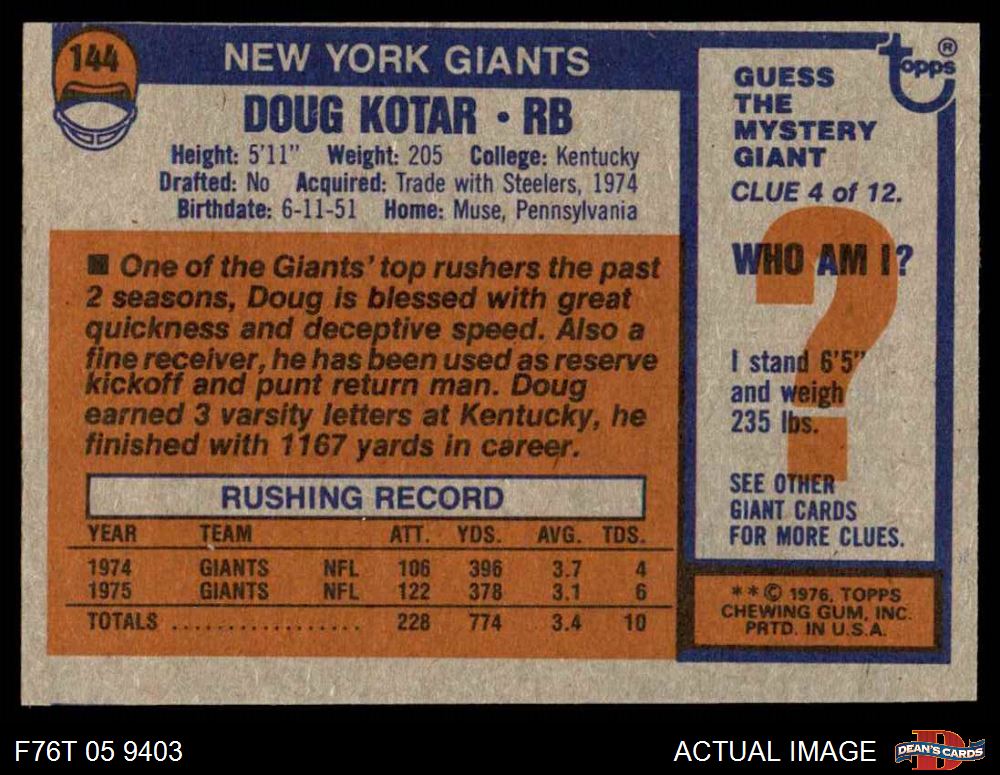 144
NEW YORK GIANTS
DOUG KOTAR • RB
Height: 5'11" Weight: 205 College: Kentucky
Drafted: No Acquired: Trade with Steelers, 1974
Birthdate: 6-11-51 Home: Muse, Pennsylvania
■ One of the Giants' top rushers the past
2 seasons, Doug is blessed with great
quickness and deceptive speed. Also a
fine receiver, he has been used as reserve
kickoff and punt return man. Doug
earned 3 varsity letters at Kentucky, he
finished with 1167 yards in career.
RUSHING RECORD
YEAR TEAM ATT. YDS. AVG. TDS.
1974 GIANTS NFL 106 396 3.7 4
1975 GIANTS NFL 122 378 3.1 6
TOTALS .................. 228 774 3.4 10
topps ®
GUESS
THE
MYSTERY
GIANT
CLUE 4 of 12.
WHO AM I?
?
I stand 6'5"
and weigh
235 lbs.
SEE OTHER
GIANT CARDS
FOR MORE CLUES.
** © 1976, TOPPS
CHEWING GUM, INC.
PRTD. IN U.S.A.
F76T 05 9403
ACTUAL IMAGE
D
DEAN'S CARDS